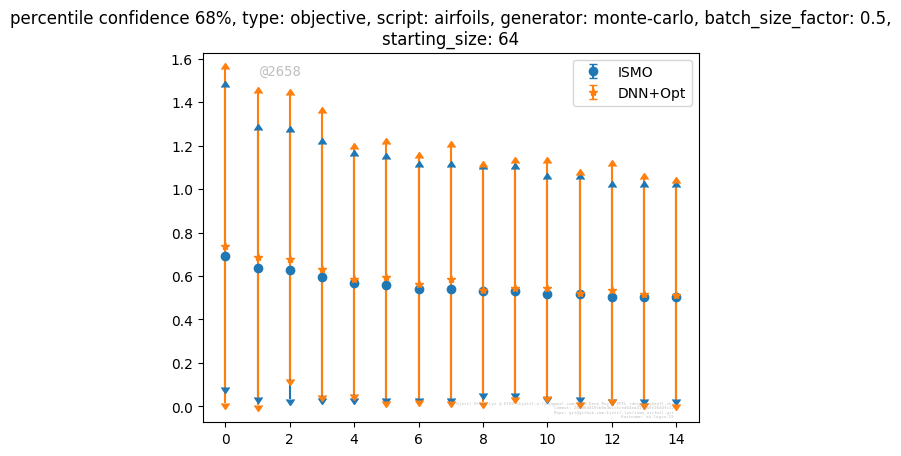 percentile confidence 68%, type: objective, script: airfoils, generator: monte-carlo, batch_size_factor: 0.5,
starting_size: 64
@2658
ISMO
DNN+Opt
1.6
1.4
1.2
1.0
0.8
0.6
0.4
0.2
0.0
0 2 4 6 8 10 12 14